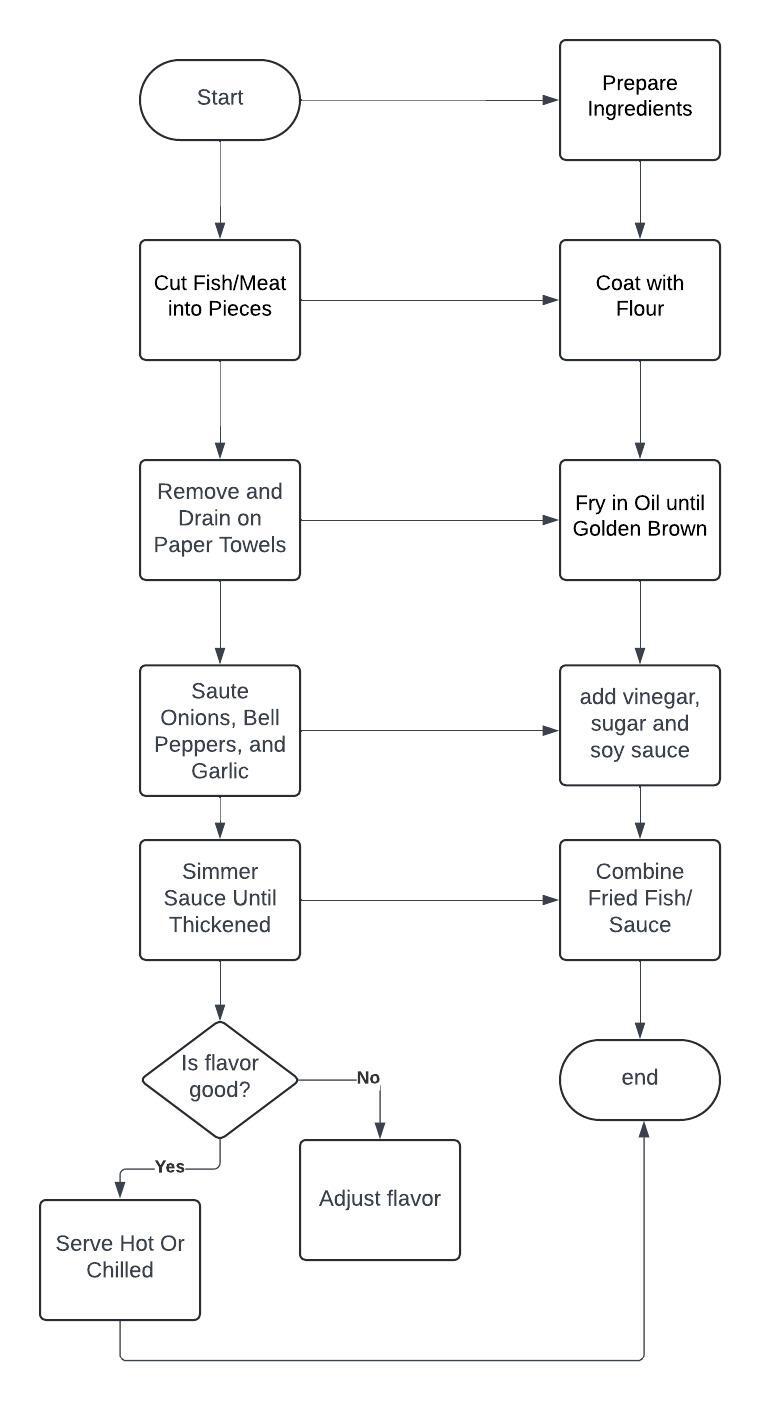 Start
Prepare
Ingredients
Cut Fish/Meat
into Pieces
Coat with
Flour
Remove and
Drain on
Paper Towels
Fry in Oil until
Golden Brown
Saute
Onions, Bell
Peppers, and
Garlic
add vinegar,
sugar and
soy sauce
Simmer
Sauce Until
Thickened
Combine
Fried Fish/
Sauce
Is flavor
good?
No
end
Yes
Adjust flavor
Serve Hot Or
Chilled